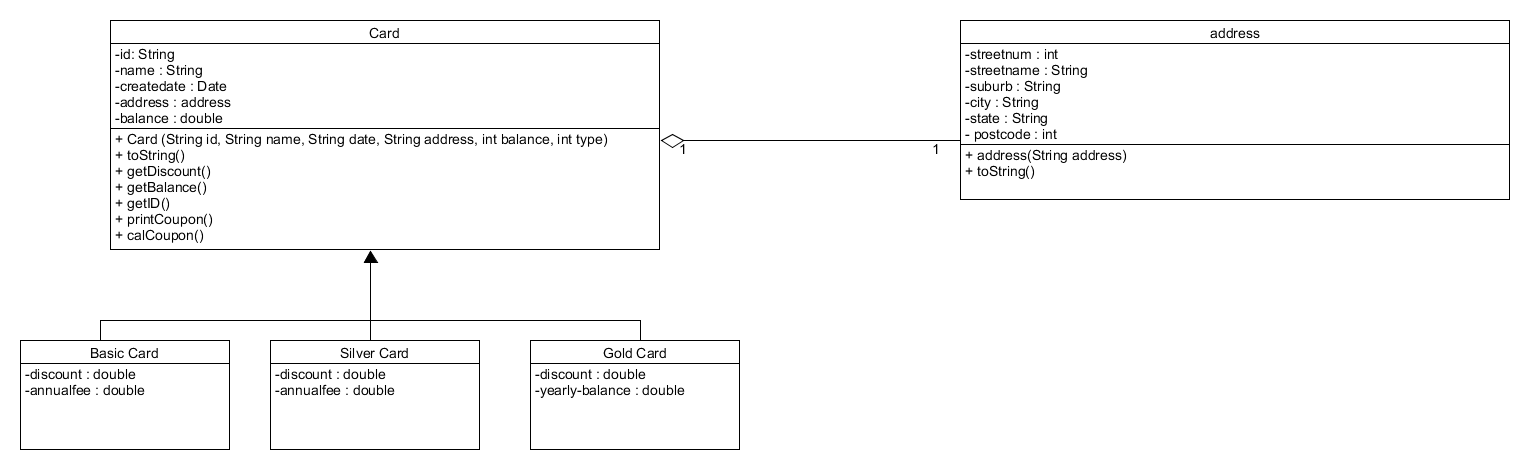 Card
-id: String
-name : String
-createdate : Date
-address : address
-balance : double
+ Card (String id, String name, String date, String address, int balance, int type)
+ toString()
+ getDiscount()
+ getBalance()
+ getID()
+ printCoupon()
+ calCoupon()
1
1
address
-streetnum : int
-streetname : String
-suburb : String
-city : String
-state : String
- postcode : int
+ address(String address)
+ toString()
Basic Card
-discount : double
-annualfee : double
Silver Card
-discount : double
-annualfee : double
Gold Card
-discount : double
-yearly-balance : double